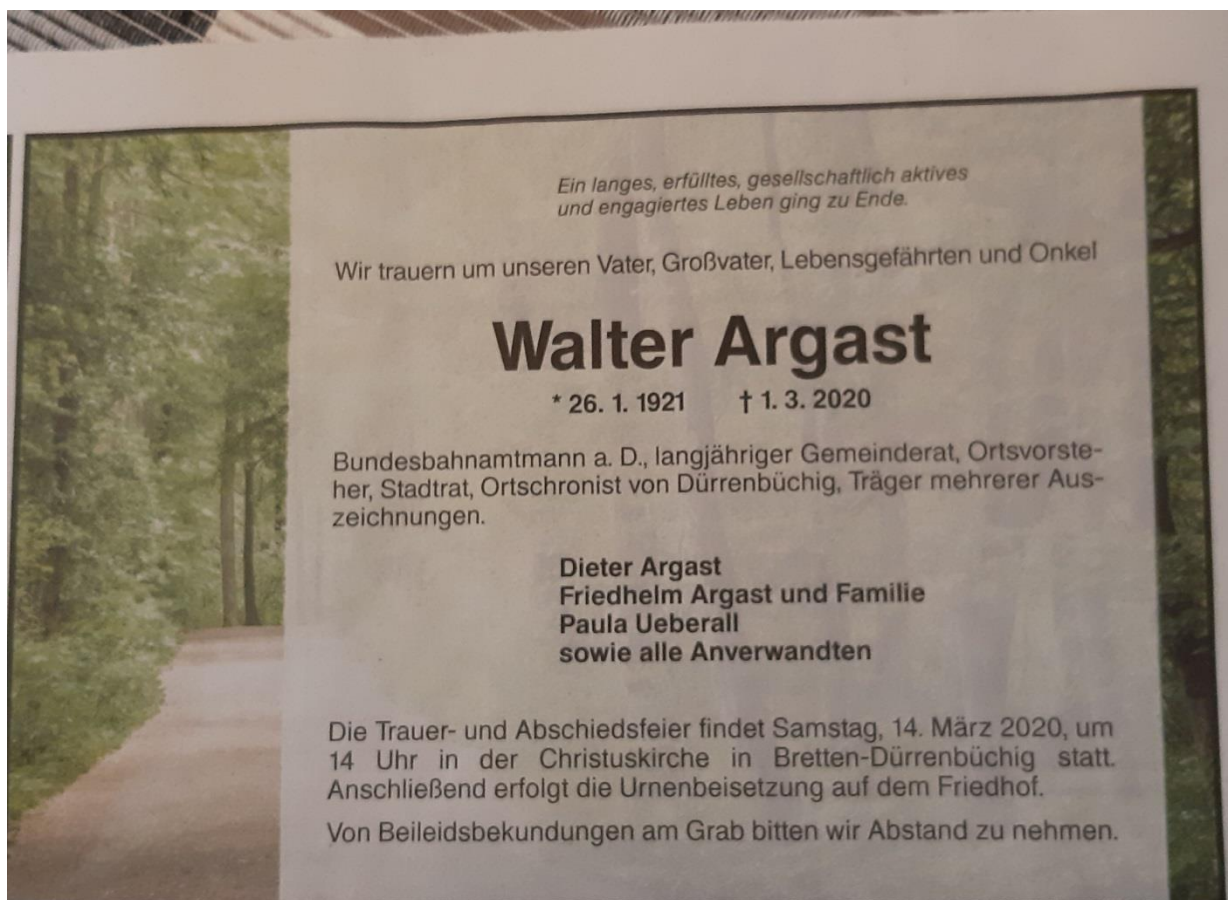 Ein langes, erfülltes, gesellschaftlich aktives
und engagiertes Leben ging zu Ende.
Wir trauern um unseren Vater, Großvater, Lebensgefährten und Onkel
Walter Argast
* 26. 1. 1921 † 1. 3. 2020
Bundesbahnamtmann a. D., langjähriger Gemeinderat, Ortsvorste-
her, Stadtrat, Ortschronist von Dürrenbüchig, Träger mehrerer Aus-
zeichnungen.
Dieter Argast
Friedhelm Argast und Familie
Paula Ueberall
sowie alle Anverwandten
Die Trauer- und Abschiedsfeier findet Samstag, 14. März 2020, um
14 Uhr in der Christuskirche in Bretten-Dürrenbüchig statt.
Anschließend erfolgt die Urnenbeisetzung auf dem Friedhof.
Von Beileidsbekundungen am Grab bitten wir Abstand zu nehmen.